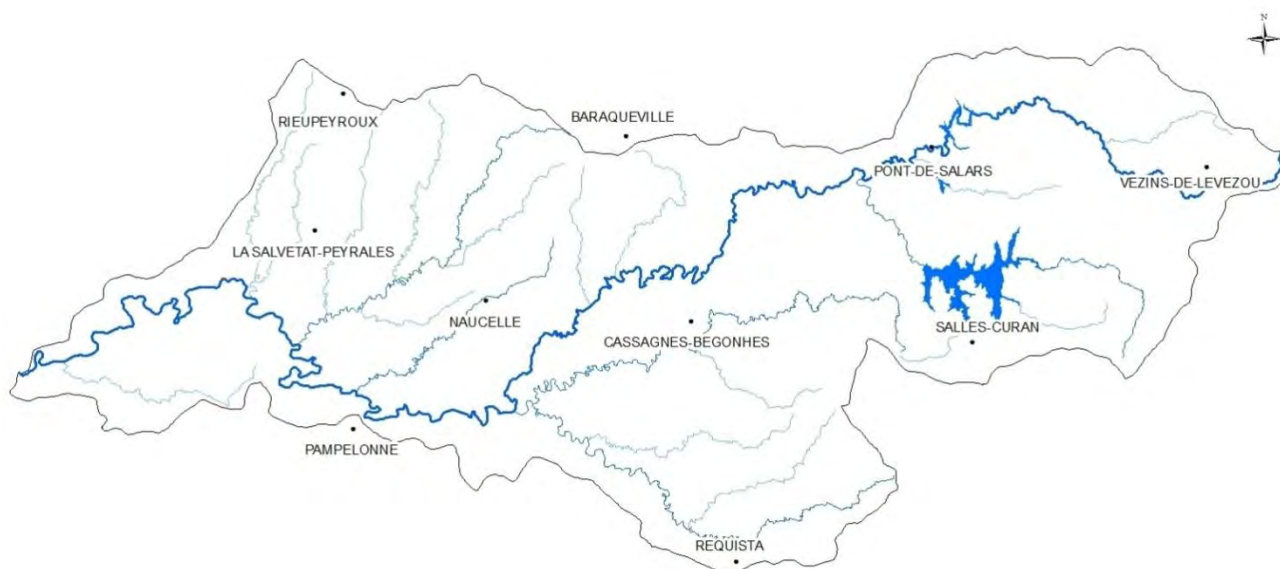 N
RIEUPEYROUX
BARAQUEVILLE
PONT-DE-SALARS
VEZINS-DE-LEVEZOU
LA SALVETAT-PEYRALES
NAUCELLE
CASSAGNES-BEGONHES
SALLES-CURAN
PAMPELONNE
REQUISTA